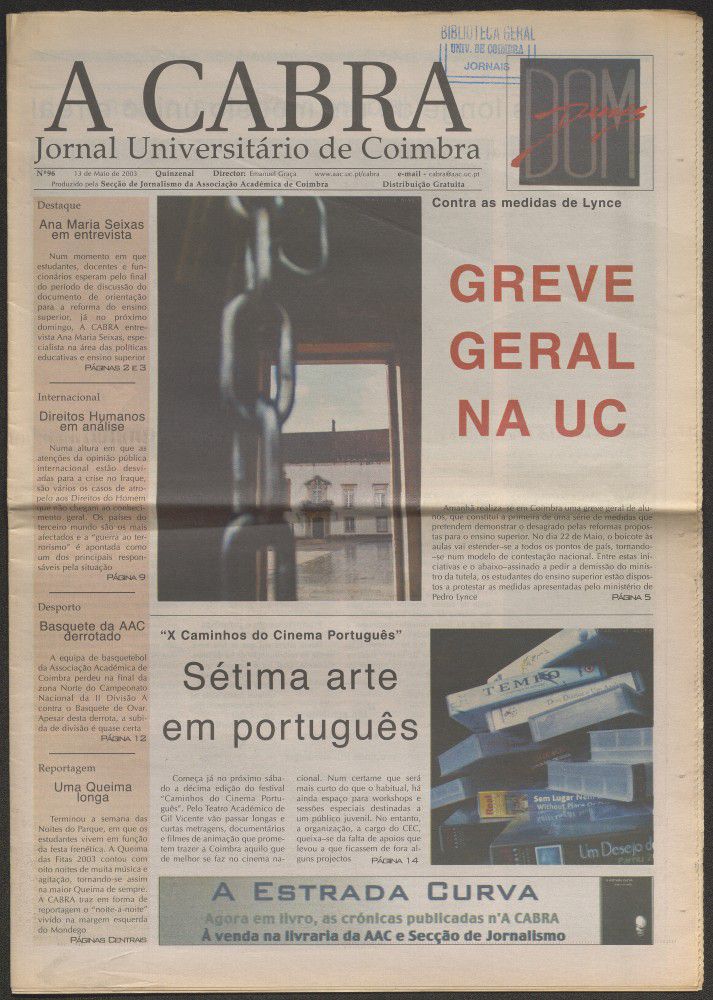 BIBLIOTECA GERAL
UNIV. DE COIMBRA
JORNAIS
A CABRA
Jornal Universitário de Coimbra
DOM
Nº96 13 de Maio de 2003 Quinzenal Director: Emanuel Graça www.aac.uc.pt/cabra e-mail - cabra@aac.uc.pt
Produzido pela Secção de Jornalismo da Associação Académica de Coimbra Distribuição Gratuita
Destaque
Ana Maria Seixas
em entrevista
Num momento em que
estudantes, docentes e fun-
cionários esperam pelo final
do período de discussão do
documento de orientação
para a reforma do ensino
superior, já no próximo
domingo, A CABRA entre-
vista Ana Maria Seixas, espe-
cialista na área das políticas
educativas e ensino superior
PÁGINAS 2 E 3
Internacional
Direitos Humanos
em análise
Numa altura em que as
atenções da opinião pública
internacional estão desvi-
adas para a crise no Iraque,
são vários os casos de atro-
pelo aos Direitos do Homem
que não chegam ao conheci-
mento geral. Os países do
terceiro mundo são os mais
afectados e a "guerra ao ter-
rorismo" é apontada como
um dos principais respon-
sáveis pela situação
PÁGINA 9
Desporto
Basquete da AAC
derrotado
A equipa de basquetebol
da Associação Académica de
Coimbra perdeu na final da
zona Norte do Campeonato
Nacional da II Divisão A
contra o Basquete de Ovar.
Apesar desta derrota, a subi-
da de divisão é quase certa
PÁGINA 12
Reportagem
Uma Queima
longa
Terminou a semana das
Noites do Parque, em que os
estudantes vivem em função
da festa frenética. A Queima
das Fitas 2003 contou com
oito noites de muita música e
agitação, tornando-se assim
na maior Queima de sempre.
A CABRA traz em forma de
reportagem o "noite-a-noite"
vivido na margem esquerda
do Mondego
PÁGINAS CENTRAIS
Contra as medidas de Lynce
GREVE
GERAL
NA UC
Amanhã realiza-se em Coimbra uma greve geral de alu-
nos, que constitui a primeira de uma série de medidas que
pretendem demonstrar o desagrado pelas reformas propos-
tas para o ensino superior. No dia 22 de Maio, o boicote às
aulas vai estender-se a todos os pontos do país, tornando-
-se num modelo de contestação nacional. Entre estas ini-
ciativas e o abaixo-assinado a pedir a demissão do minis-
tro da tutela, os estudantes do ensino superior estão dispos-
tos a protestar as medidas apresentadas pelo ministério de
Pedro Lynce PÁGINA 5
"X Caminhos do Cinema Português"
Sétima arte
em português
Começa já no próximo sába-
do a décima edição do festival
"Caminhos do Cinema Portu-
guês". Pelo Teatro Académico de
Gil Vicente vão passar longas e
curtas metragens, documentários
e filmes de animação que prome-
tem trazer a Coimbra aquilo que
de melhor se faz no cinema na-
cional. Num certame que será
mais curto do que o habitual, há
ainda espaço para workshops e
sessões especiais destinadas a
um público juvenil. No entanto,
a organização, a cargo do CEC,
queixa-se da falta de apoios que
levou a que ficassem de fora al-
guns projectos PÁGINA 14
TEMPO
Sem Lugar
Without
Um Desejo
A ESTRADA CURVA
Agora em livro, as crónicas publicadas n'A CABRA
À venda na livraria da AAC e Secção de Jornalismo